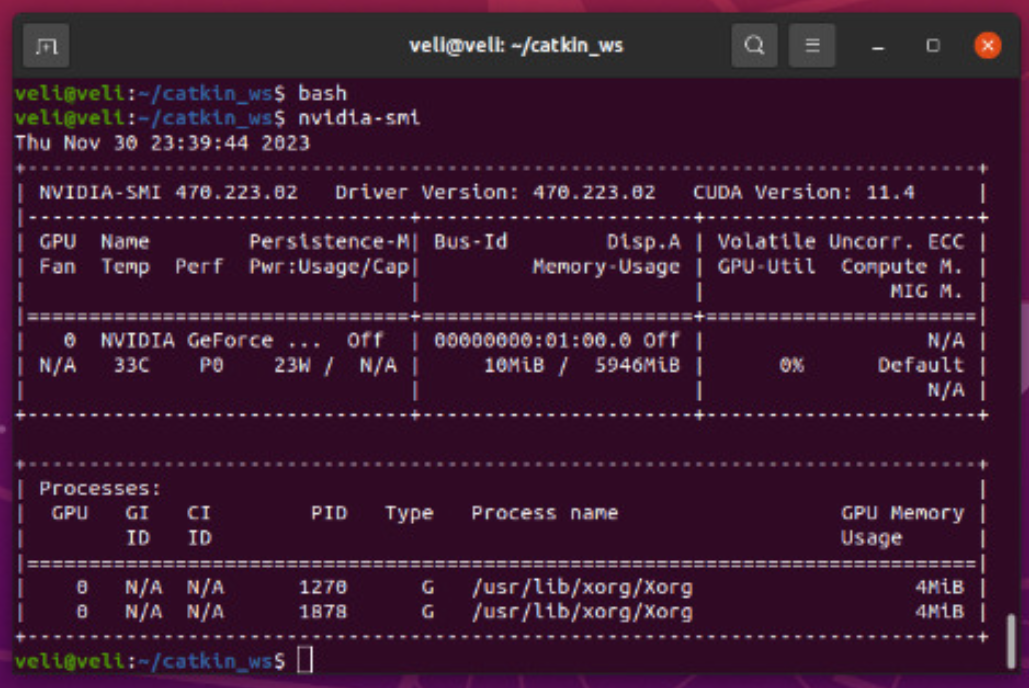 veli@veli: ~/catkin_ws
veli@veli:~/catkin_ws$ bash
veli@veli:~/catkin_ws$ nvidia-smi
Thu Nov 30 23:39:44 2023
+-----------------------------------------------------------------------------+
| NVIDIA-SMI 470.223.02   Driver Version: 470.223.02   CUDA Version: 11.4     |
|-------------------------------+----------------------+----------------------+
| GPU  Name        Persistence-M| Bus-Id        Disp.A | Volatile Uncorr. ECC |
| Fan  Temp  Perf  Pwr:Usage/Cap|         Memory-Usage | GPU-Util  Compute M. |
|                               |                      |               MIG M. |
|===============================+======================+======================|
|   0  NVIDIA GeForce ...  Off  | 00000000:01:00.0 Off |                  N/A |
| N/A   33C    P0    23W /  N/A |     10MiB /  5946MiB |      0%      Default |
|                               |                      |                  N/A |
+-------------------------------+----------------------+----------------------+
+-----------------------------------------------------------------------------+
| Processes:                                                                  |
|  GPU   GI   CI        PID   Type   Process name                  GPU Memory |
|        ID   ID                                                   Usage      |
|=============================================================================|
|    0   N/A  N/A      1270      G   /usr/lib/xorg/Xorg                  4MiB |
|    0   N/A  N/A      1878      G   /usr/lib/xorg/Xorg                  4MiB |
+-----------------------------------------------------------------------------+
veli@veli:~/catkin_ws$